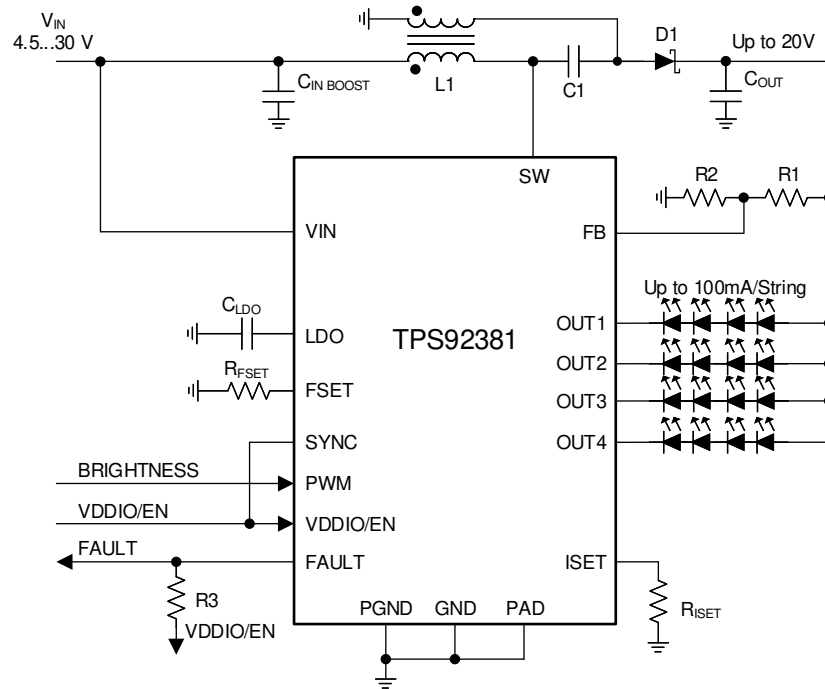 VIN
4.5...30 V
D1
Up to 20V
L1
C1
CIN BOOST
COUT
SW
R2
R1
VIN
FB
Up to 100mA/String
CLDO
LDO
TPS92381
OUT1
RFSET
FSET
OUT2
OUT3
SYNC
OUT4
BRIGHTNESS
PWM
VDDIO/EN
VDDIO/EN
FAULT
FAULT
ISET
R3
PGND
GND
PAD
RISET
VDDIO/EN